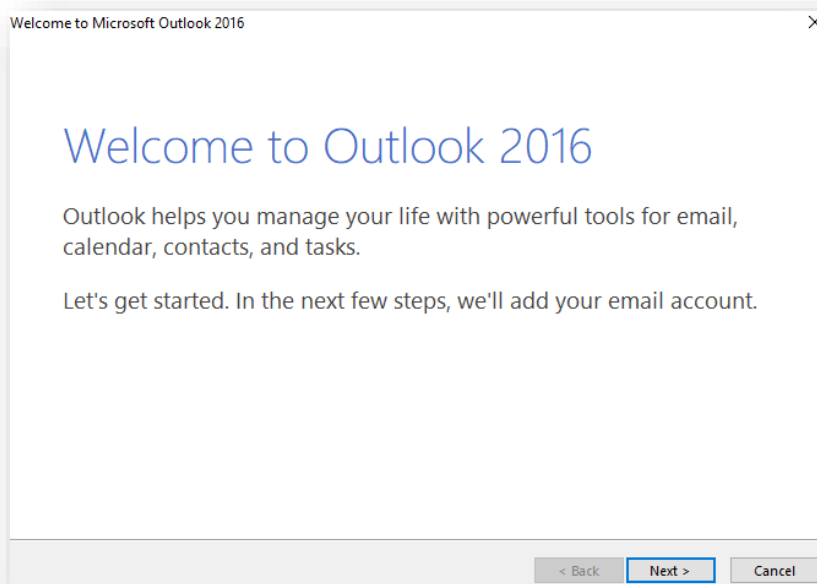 Welcome to Microsoft Outlook 2016
Welcome to Outlook 2016
Outlook helps you manage your life with powerful tools for email,
calendar, contacts, and tasks.
Let's get started. In the next few steps, we'll add your email account.
< Back Next > Cancel